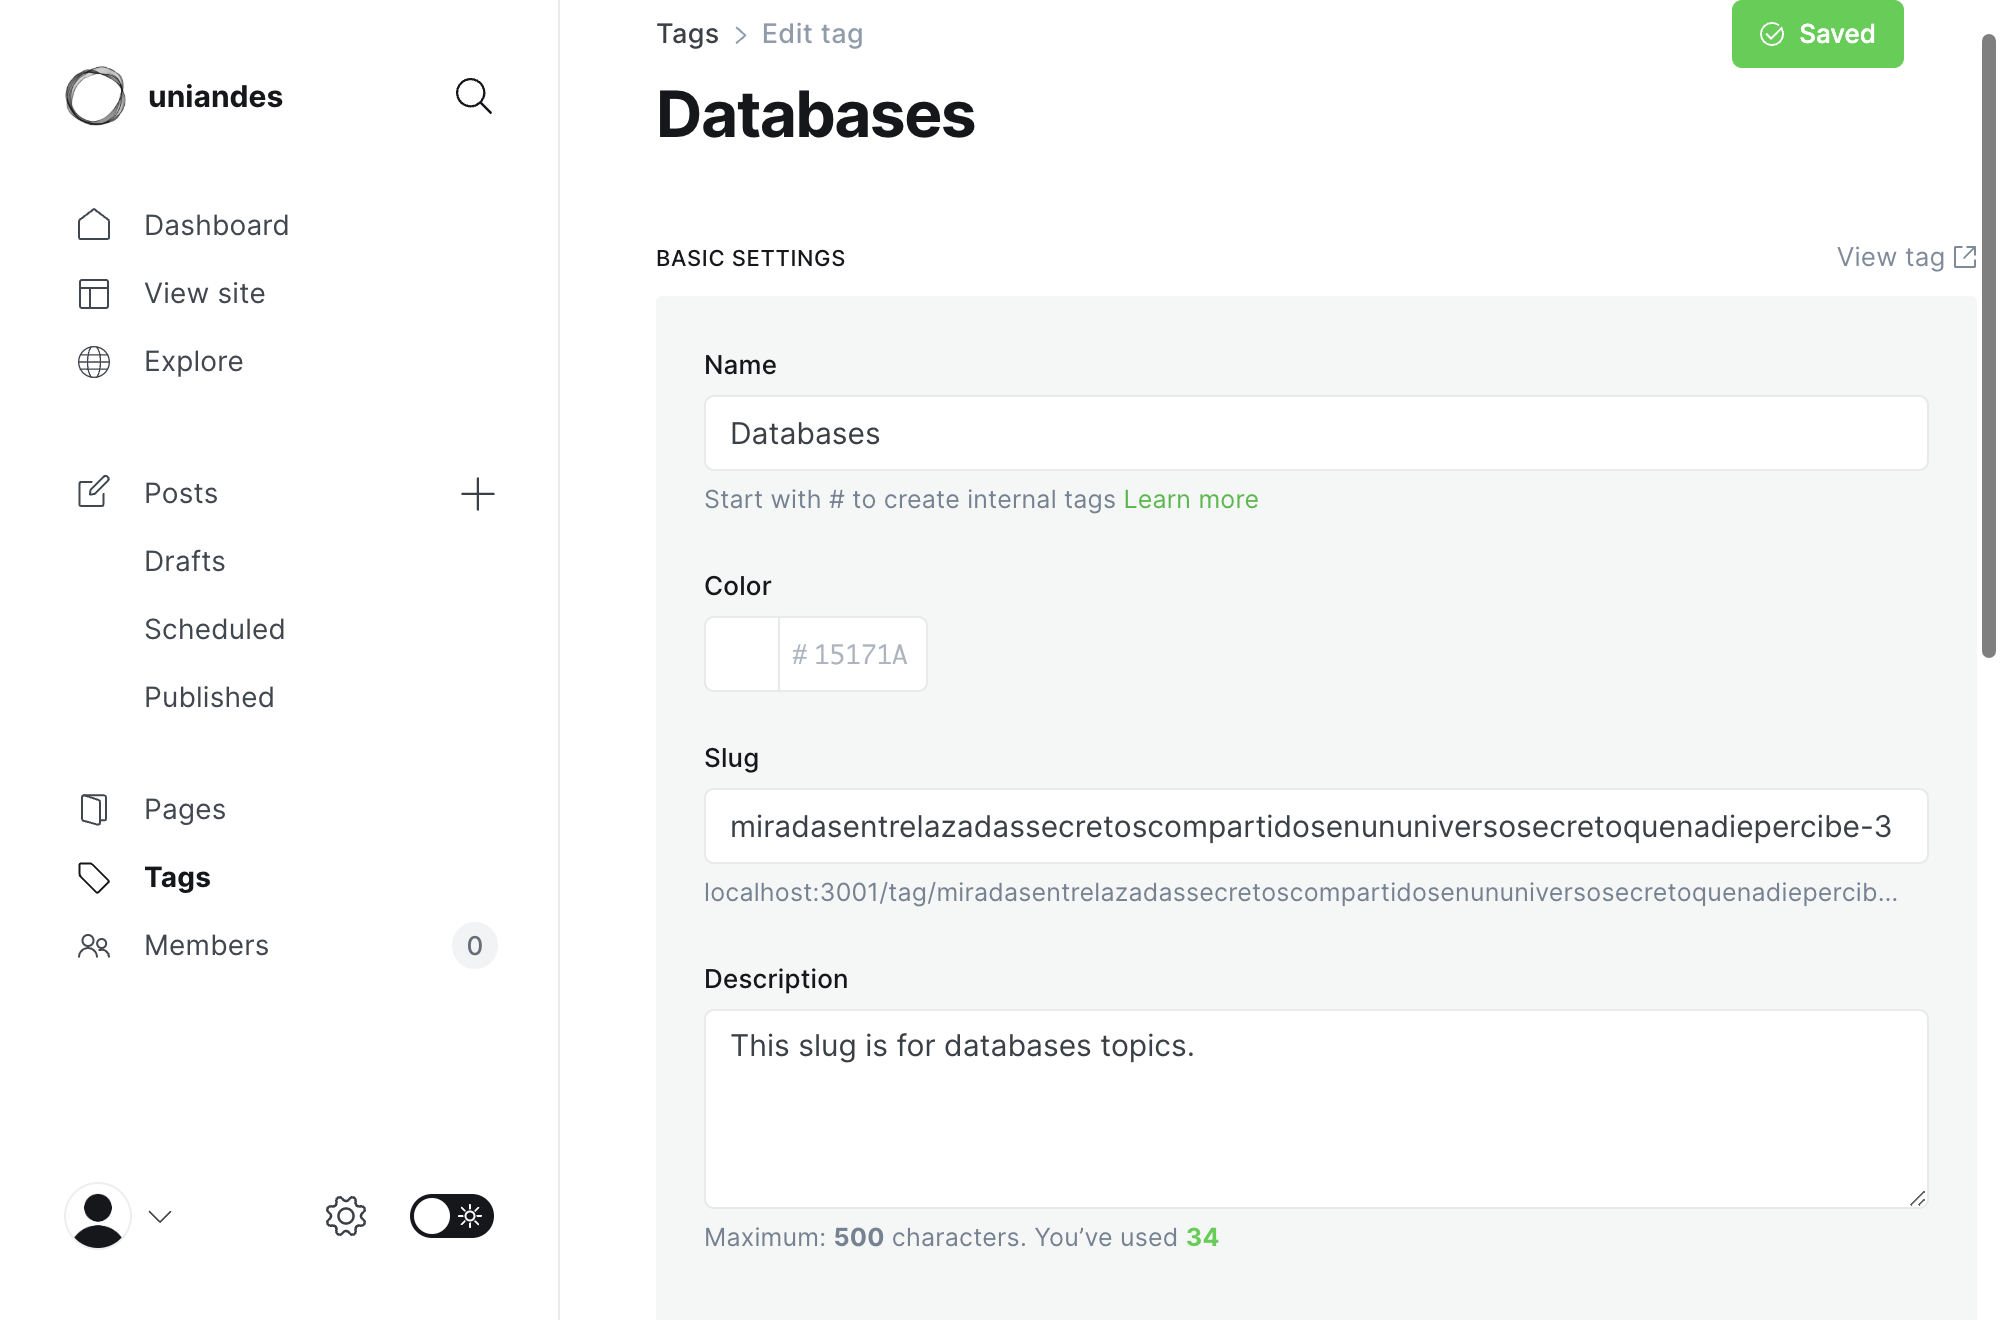 uniandes
Dashboard
View site
Explore
Posts
Drafts
Scheduled
Published
Pages
Tags
Members 0
Tags > Edit tag
Saved
Databases
BASIC SETTINGS
View tag
Name
Databases
Start with # to create internal tags Learn more
Color
# 15171A
Slug
miradasentrelazadassecretoscompartidosenununiversosecretoquenadiepercibe-3
localhost:3001/tag/miradasentrelazadassecretoscompartidosenununiversosecretoquenadiepercib...
Description
This slug is for databases topics.
Maximum: 500 characters. You’ve used 34